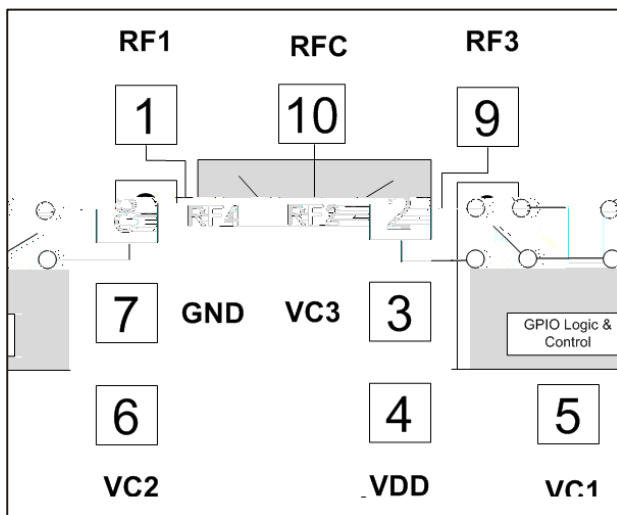 RF1 RFC RF3
1 10 9
8 RF4 RF2 2
7 GND VC3 3 GPIO Logic &
Control
6 4 5
VC2 VDD VC1